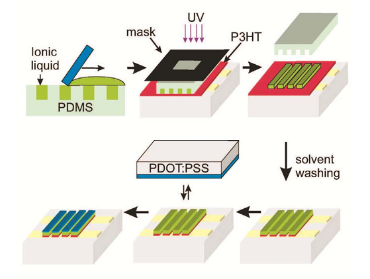 UV
mask
P3HT
Ionic
liquid
PDMS
PDOT:PSS
solvent
washing